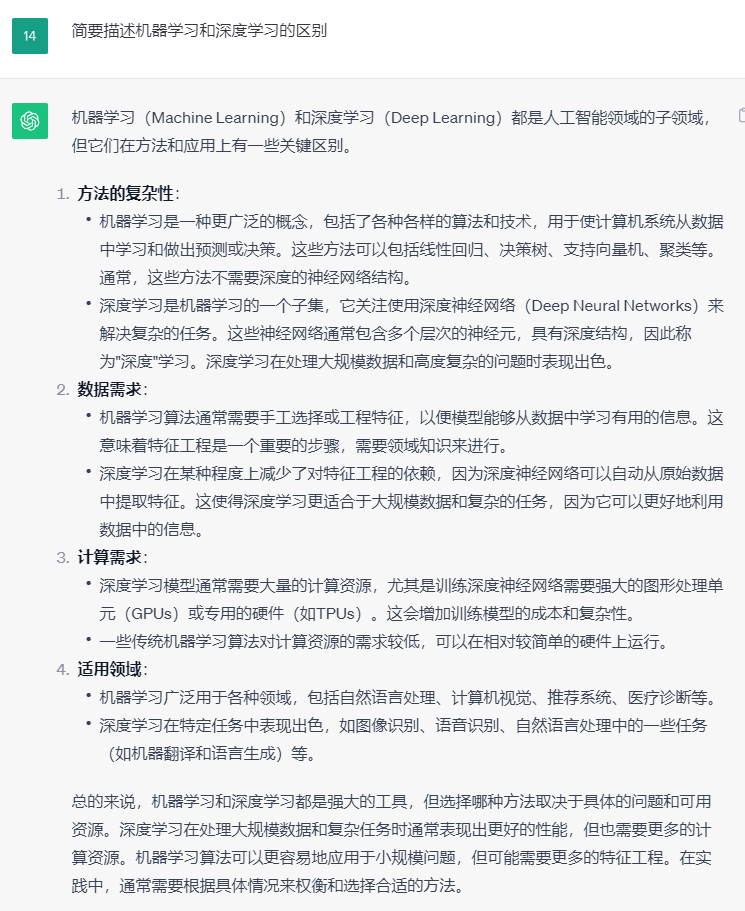 14
简要描述机器学习和深度学习的区别
机器学习（Machine Learning）和深度学习（Deep Learning）都是人工智能领域的子领域，
但它们在方法和应用上有一些关键区别。
1. 方法的复杂性：
• 机器学习是一种更广泛的概念，包括了各种各样的算法和技术，用于使计算机系统从数据
中学习和做出预测或决策。这些方法可以包括线性回归、决策树、支持向量机、聚类等。
通常，这些方法不需要深度的神经网络结构。
• 深度学习是机器学习的一个子集，它关注使用深度神经网络（Deep Neural Networks）来
解决复杂的任务。这些神经网络通常包含多个层次的神经元，具有深度结构，因此称
为"深度"学习。深度学习在处理大规模数据和高度复杂的问题时表现出色。
2. 数据需求：
• 机器学习算法通常需要手工选择或工程特征，以便模型能够从数据中学习有用的信息。这
意味着特征工程是一个重要的步骤，需要领域知识来进行。
• 深度学习在某种程度上减少了对特征工程的依赖，因为深度神经网络可以自动从原始数据
中提取特征。这使得深度学习更适合于大规模数据和复杂的任务，因为它可以更好地利用
数据中的信息。
3. 计算需求：
• 深度学习模型通常需要大量的计算资源，尤其是训练深度神经网络需要强大的图形处理单
元（GPUs）或专用的硬件（如TPUs）。这会增加训练模型的成本和复杂性。
• 一些传统机器学习算法对计算资源的需求较低，可以在相对较简单的硬件上运行。
4. 适用领域：
• 机器学习广泛用于各种领域，包括自然语言处理、计算机视觉、推荐系统、医疗诊断等。
• 深度学习在特定任务中表现出色，如图像识别、语音识别、自然语言处理中的一些任务
（如机器翻译和语言生成）等。
总的来说，机器学习和深度学习都是强大的工具，但选择哪种方法取决于具体的问题和可用
资源。深度学习在处理大规模数据和复杂任务时通常表现出更好的性能，但也需要更多的计
算资源。机器学习算法可以更容易地应用于小规模问题，但可能需要更多的特征工程。在实
践中，通常需要根据具体情况来权衡和选择合适的方法。